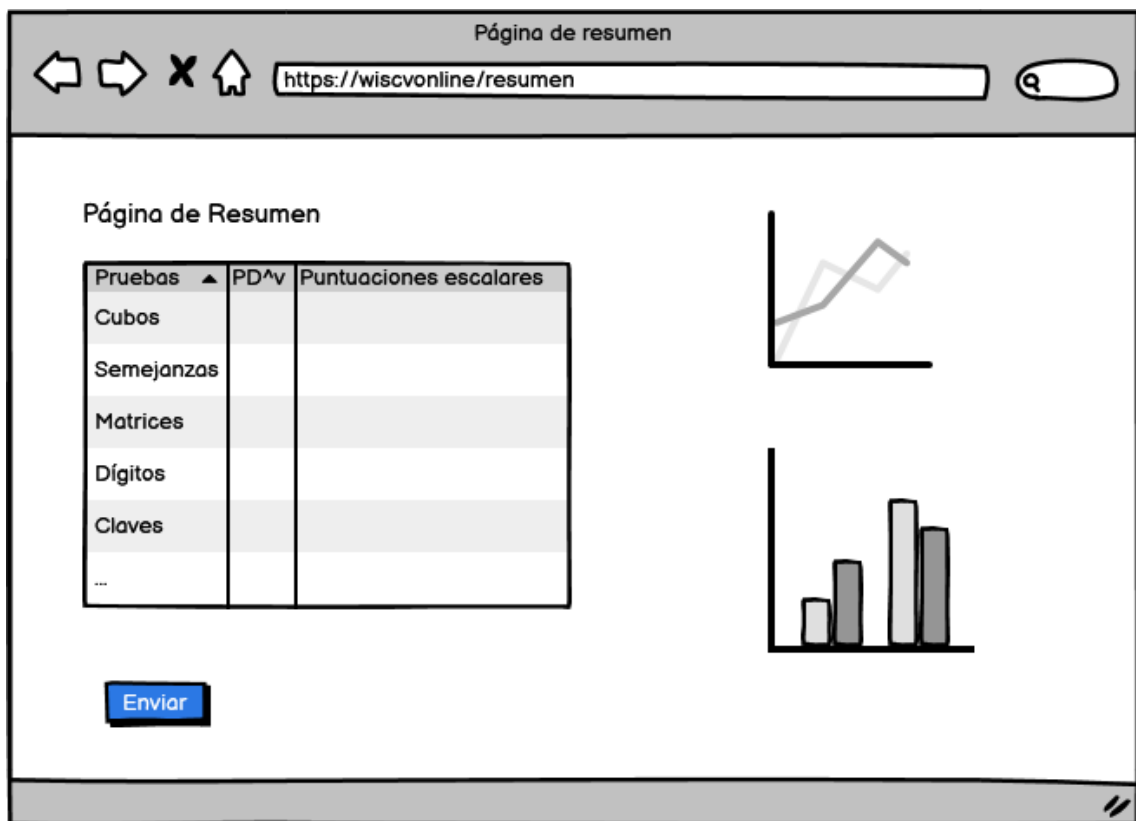 Página de resumen
https://wiscvonline/resumen
Página de Resumen
Pruebas PD^v Puntuaciones escalares
Cubos
Semejanzas
Matrices
Dígitos
Claves
...
Enviar